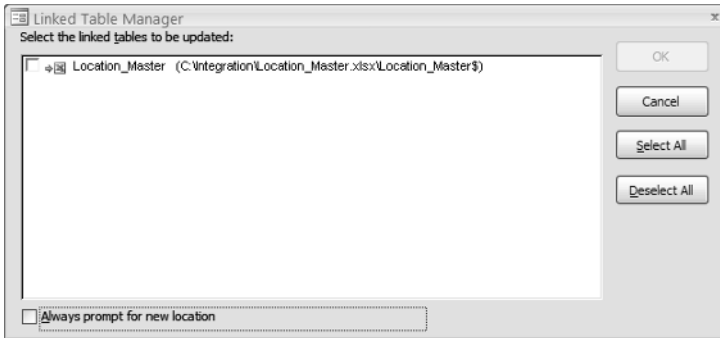 Linked Table Manager
x
Select the linked tables to be updated:
Location_Master (C:\Integration\Location_Master.xlsx\Location_Master$)
OK
Cancel
Select All
Deselect All
Always prompt for new location